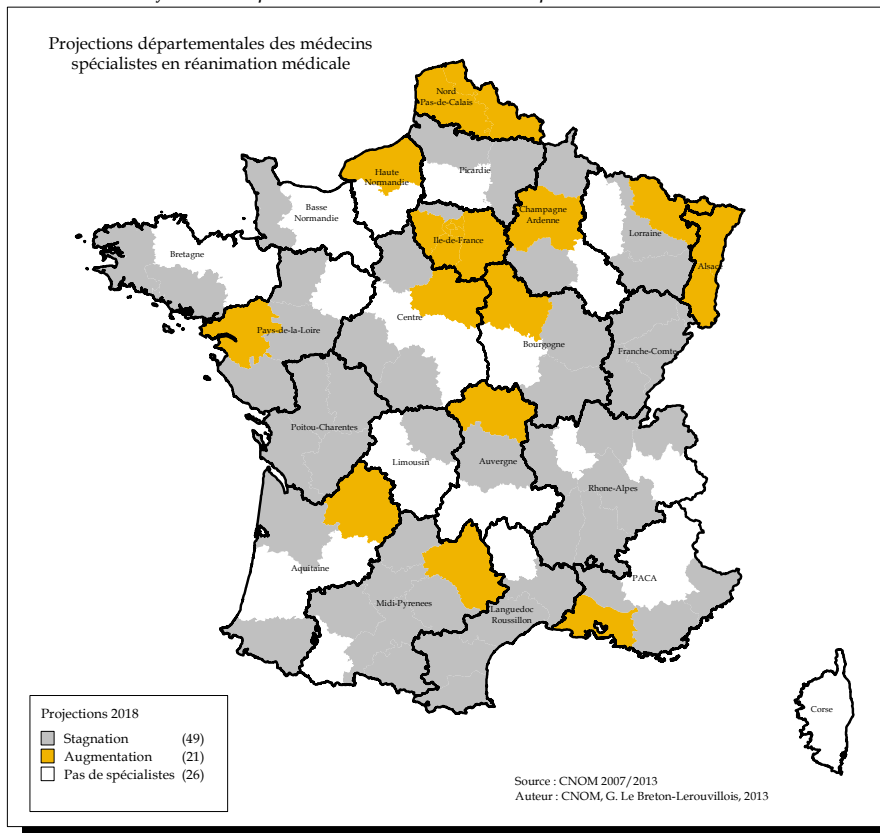 Projections départementales des médecins
spécialistes en réanimation médicale
Nord
Pas-de-Calais
Picardie
Haute
Normandie
Basse
Normandie
Champagne
Ardenne
Lorraine
Ile-de-France
Alsace
Bretagne
Centre
Pays-de-la-Loire
Bourgogne
Franche-Comte
Poitou-Charentes
Limousin
Auvergne
Rhone-Alpes
Aquitaine
PACA
Midi-Pyrenees
Languedoc
Roussillon
Corse
Projections 2018
Stagnation (49)
Augmentation (21)
Pas de spécialistes (26)
Source : CNOM 2007/2013
Auteur : CNOM, G. Le Breton-Lerouvillois, 2013